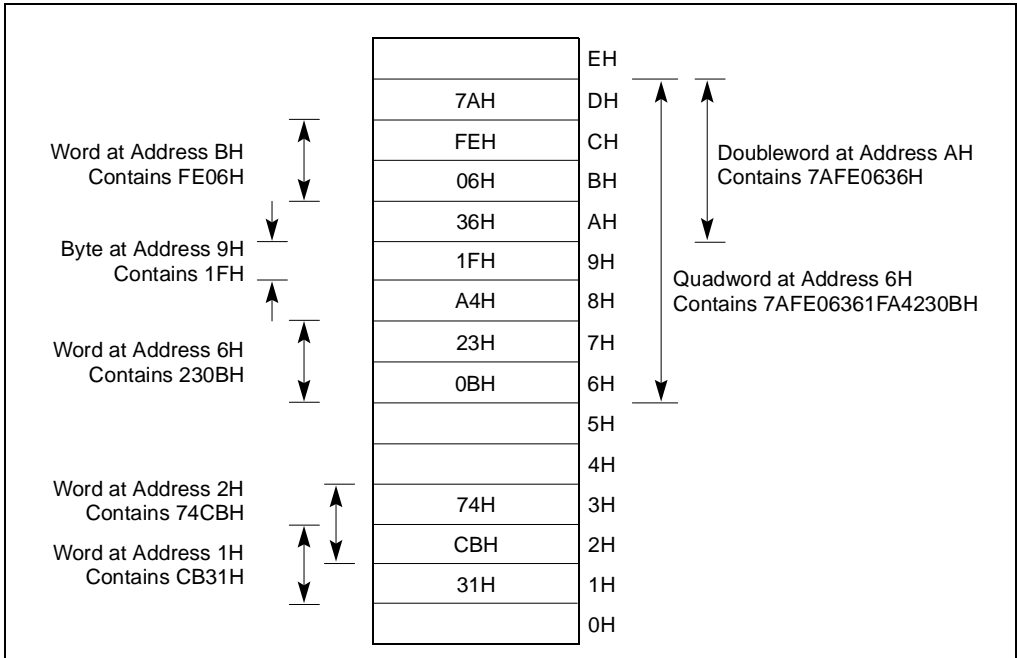 EH
7AH DH
FEH CH
Word at Address BH
Contains FE06H
Doubleword at Address AH
Contains 7AFE0636H
06H BH
36H AH
Byte at Address 9H
Contains 1FH
1FH 9H
Quadword at Address 6H
Contains 7AFE06361FA4230BH
A4H 8H
23H 7H
Word at Address 6H
Contains 230BH
0BH 6H
5H
4H
Word at Address 2H
Contains 74CBH
74H 3H
CBH 2H
Word at Address 1H
Contains CB31H
31H 1H
0H